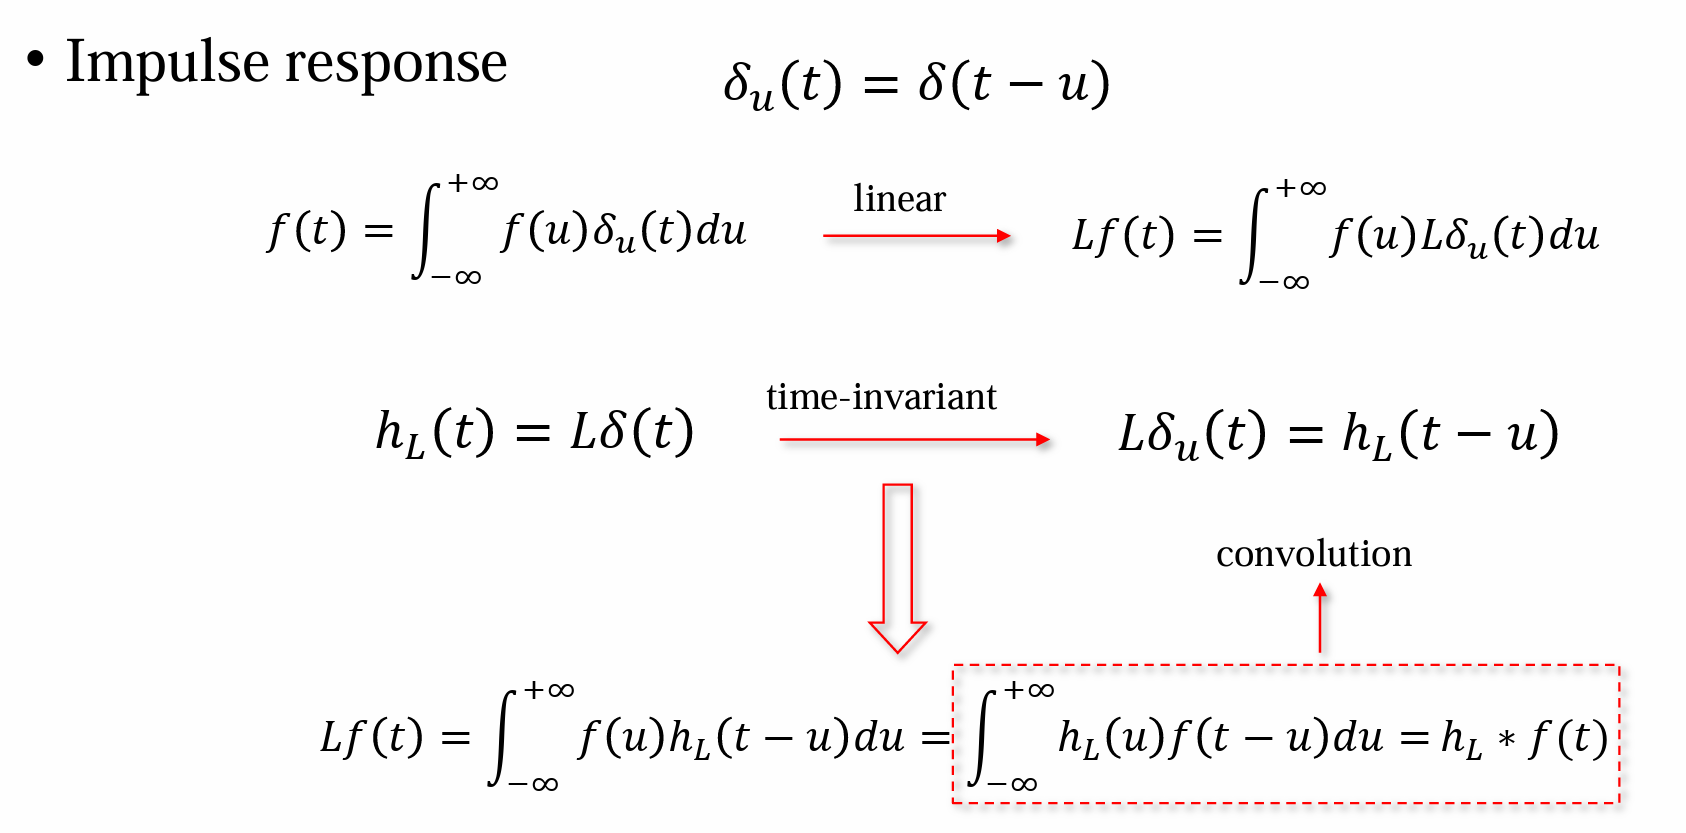 • Impulse response
δ_u(t) = δ(t − u)
f(t) = ∫_{−∞}^{+∞} f(u)δ_u(t)du
linear
Lf(t) = ∫_{−∞}^{+∞} f(u)Lδ_u(t)du
h_L(t) = Lδ(t)
time-invariant
Lδ_u(t) = h_L(t − u)
convolution
Lf(t) = ∫_{−∞}^{+∞} f(u)h_L(t − u)du = ∫_{−∞}^{+∞} h_L(u)f(t − u)du = h_L ∗ f(t)